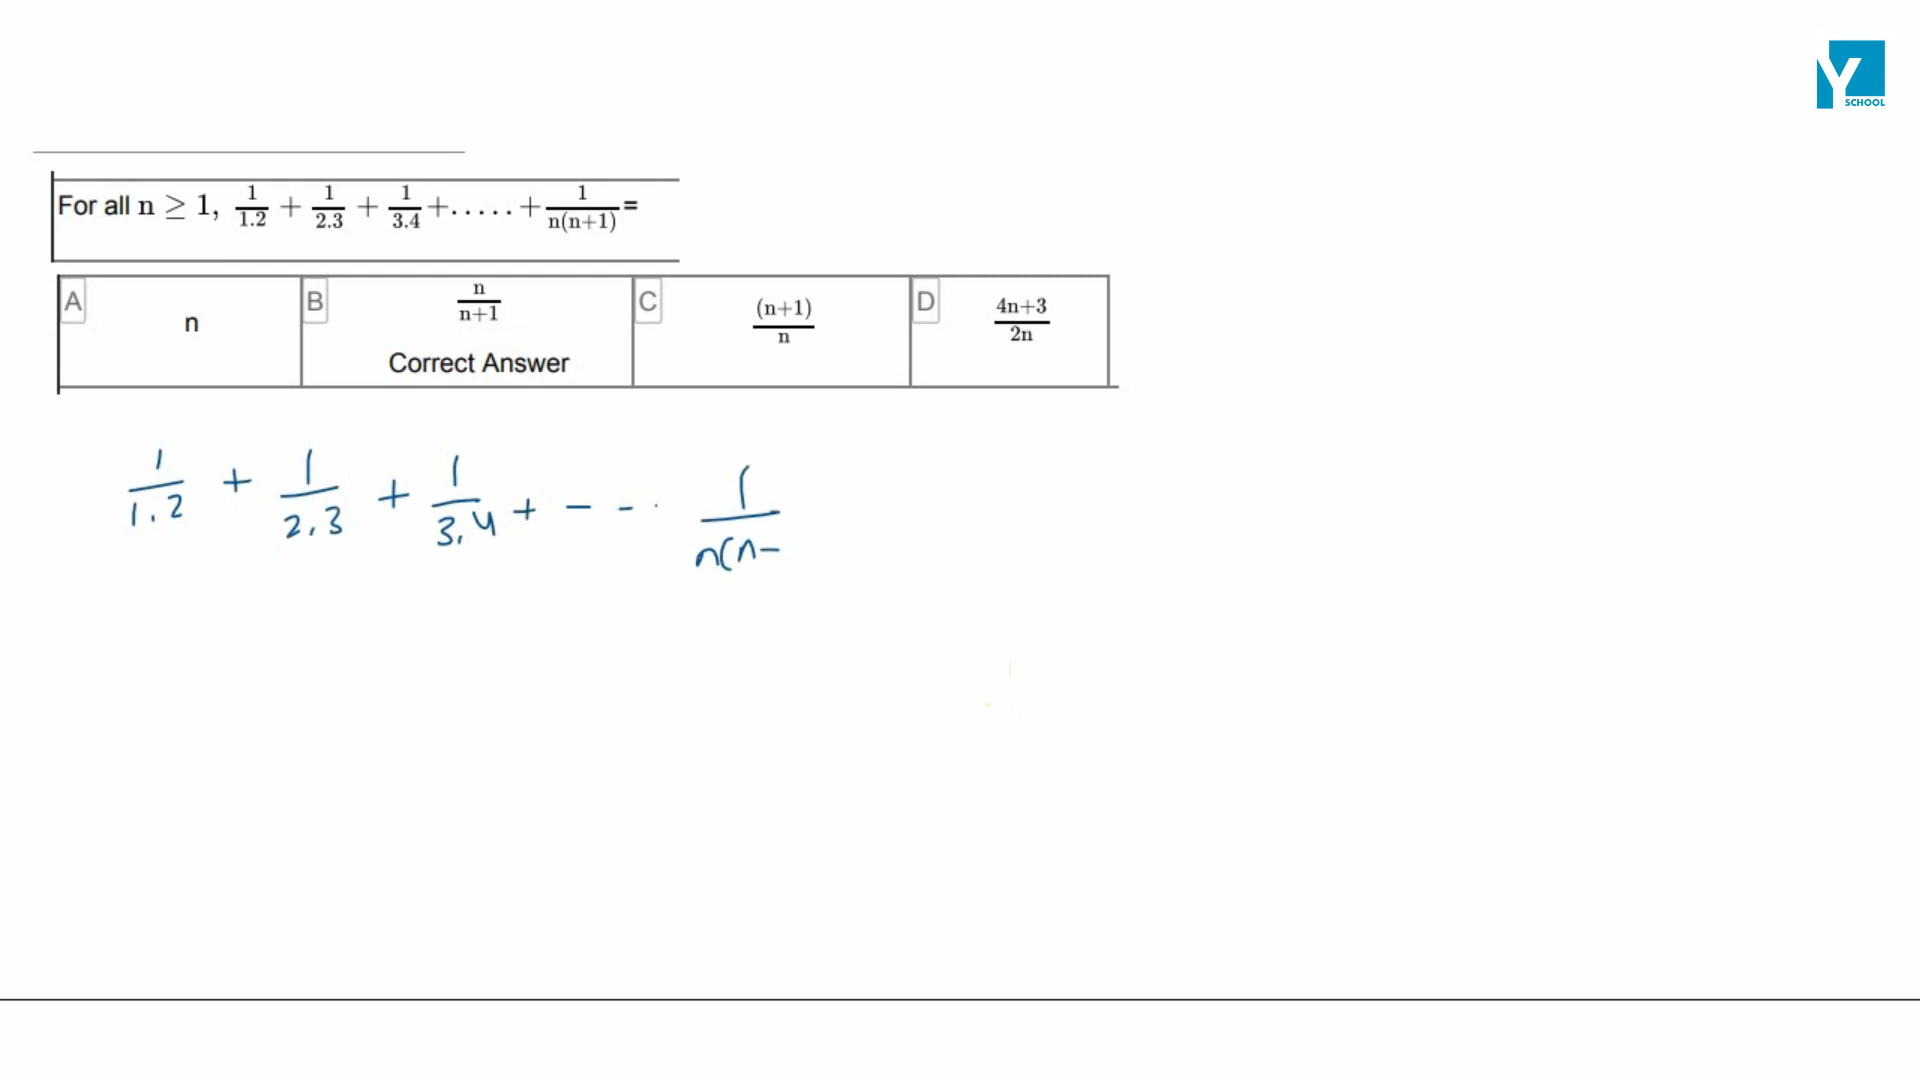 Y SCHOOL
For all n ≥ 1, 1/1.2 + 1/2.3 + 1/3.4 +.....+ 1/n(n+1) =
A n B n/n+1 C (n+1)/n D 4n+3/2n
Correct Answer
1/1.2 + 1/2.3 + 1/3.4 + - - . 1/n(n-